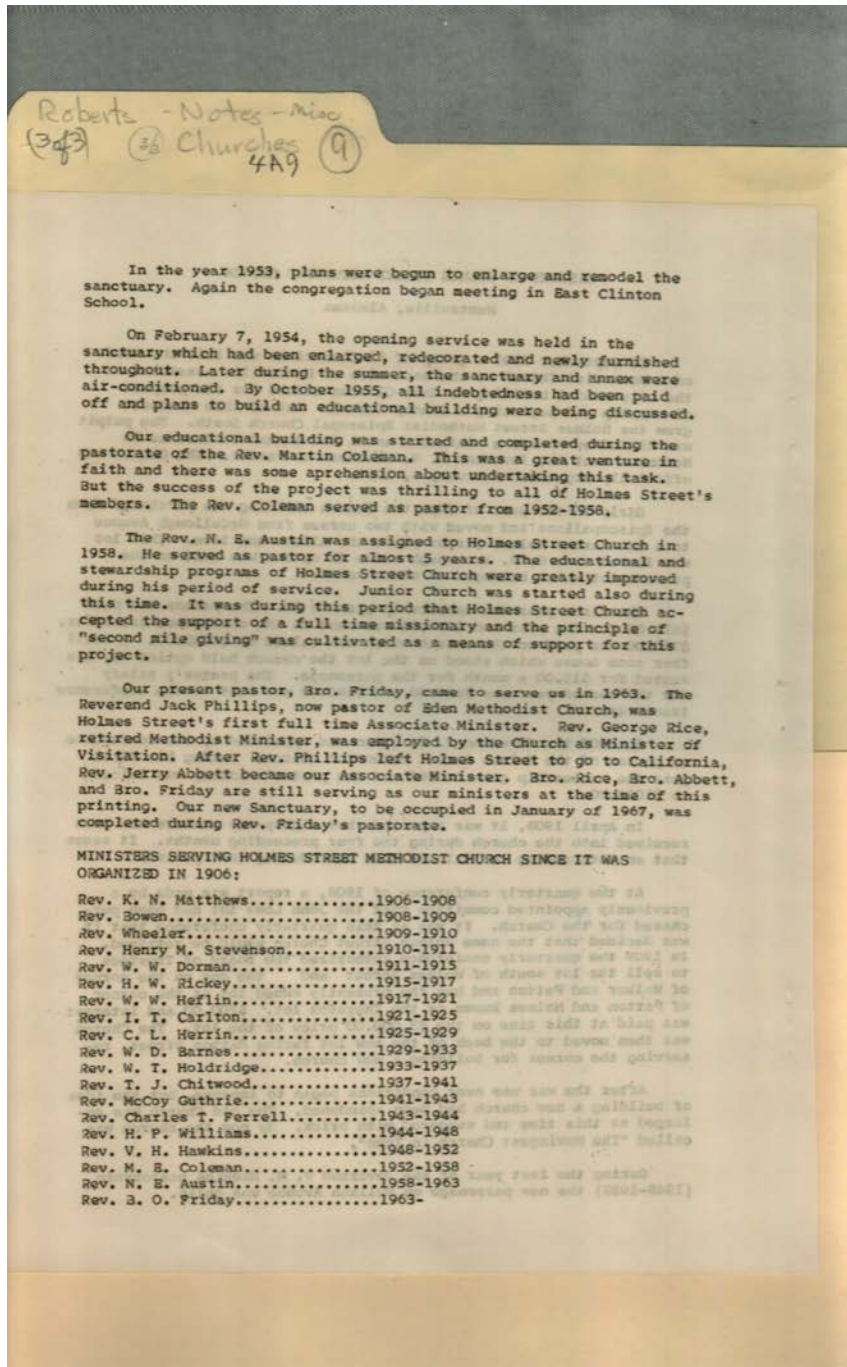 Roberts - Notes - Misc
(3 of 3) Churches 9
4A9
In the year 1953, plans were begun to enlarge and remodel the
sanctuary. Again the congregation began meeting in East Clinton
School.
On February 7, 1954, the opening service was held in the
sanctuary which had been enlarged, redecorated and newly furnished
throughout. Later during the summer, the sanctuary and annex were
air-conditioned. By October 1955, all indebtedness had been paid
off and plans to build an educational building were being discussed.
Our educational building was started and completed during the
pastorate of the Rev. Martin Coleman. This was a great venture in
faith and there was some aprehension about undertaking this task.
But the success of the project was thrilling to all of Holmes Street's
members. The Rev. Coleman served as pastor from 1952-1958.
The Rev. N. E. Austin was assigned to Holmes Street Church in
1958. He served as pastor for almost 5 years. The educational and
stewardship programs of Holmes Street Church were greatly improved
during his period of service. Junior Church was started also during
this time. It was during this period that Holmes Street Church ac-
cepted the support of a full time missionary and the principle of
"second mile giving" was cultivated as a means of support for this
project.
Our present pastor, Bro. Friday, came to serve us in 1963. The
Reverend Jack Phillips, now pastor of Eden Methodist Church, was
Holmes Street's first full time Associate Minister. Rev. George Rice,
retired Methodist Minister, was employed by the Church as Minister of
Visitation. After Rev. Phillips left Holmes Street to go to California,
Rev. Jerry Abbett became our Associate Minister. Bro. Rice, Bro. Abbett,
and Bro. Friday are still serving as our ministers at the time of this
printing. Our new Sanctuary, to be occupied in January of 1967, was
completed during Rev. Friday's pastorate.
MINISTERS SERVING HOLMES STREET METHODIST CHURCH SINCE IT WAS
ORGANIZED IN 1906:
Rev. K. N. Matthews..............1906-1908
Rev. Bowen.......................1908-1909
Rev. Wheeler.....................1909-1910
Rev. Henry M. Stevenson..........1910-1911
Rev. W. W. Dorman................1911-1915
Rev. H. W. Rickey................1915-1917
Rev. W. W. Heflin................1917-1921
Rev. I. T. Carlton...............1921-1925
Rev. C. L. Herrin................1925-1929
Rev. W. D. Barnes................1929-1933
Rev. W. T. Holdridge.............1933-1937
Rev. T. J. Chitwood..............1937-1941
Rev. McCoy Guthrie...............1941-1943
Rev. Charles T. Ferrell..........1943-1944
Rev. H. P. Williams..............1944-1948
Rev. V. H. Hawkins...............1948-1952
Rev. M. E. Coleman...............1952-1958
Rev. N. E. Austin................1958-1963
Rev. B. O. Friday................1963-